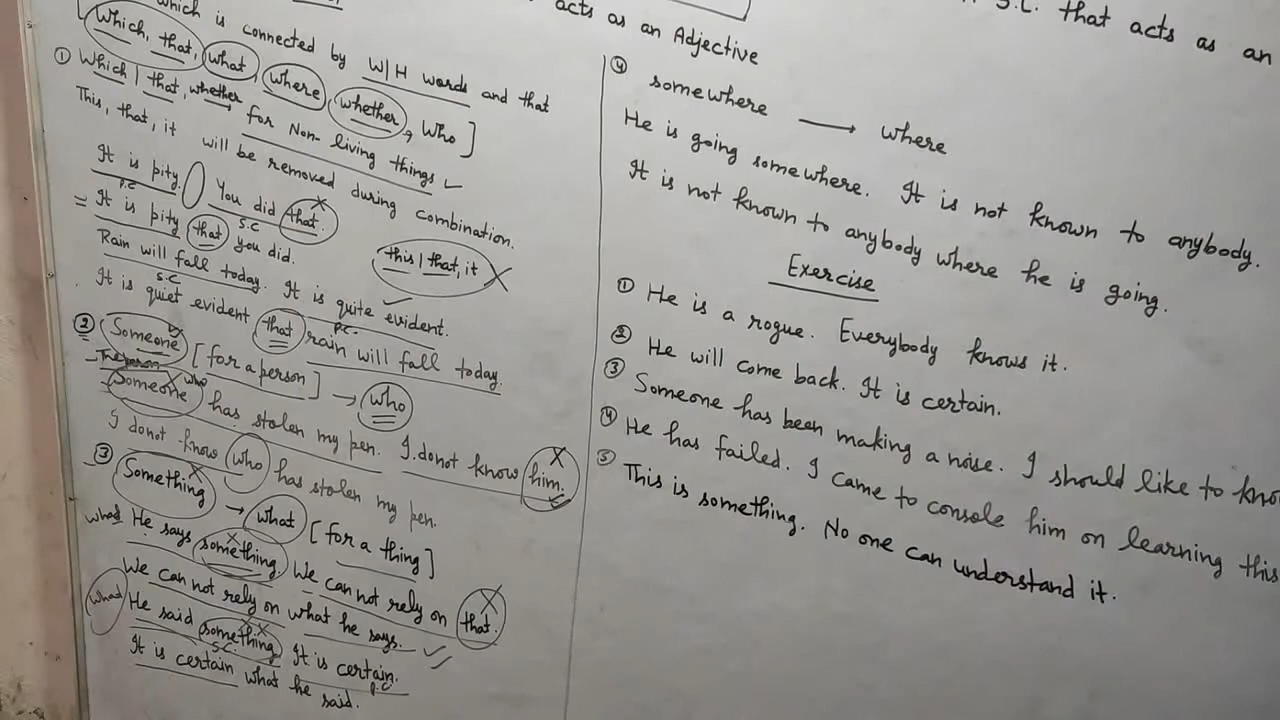 which is connected by W/H words and that
Which, that, what, where, whether, Who ]
① Which / that, whether → for Non-living things ✓
This, that, it will be removed during combination.
It is pity. You did that.
p.c s.c
= It is pity that you did.
this / that, it
Rain will fall today. It is quite evident.
s.c p.c.
It is quiet evident that rain will fall today.
② Someone [for a person] → who
The person who
Someone has stolen my pen. I donot know him.
I donot know who has stolen my pen.
③ Something → what [for a thing]
what He says something We can not rely on that.
We can not rely on what he says.
what He said something It is certain.
s.c. p.c
It is certain what he said.
acts as an Adjective
S.C. that acts as an
④ somewhere → where
He is going somewhere. It is not known to anybody.
It is not known to anybody where he is going.
Exercise
① He is a rogue. Everybody knows it.
② He will come back. It is certain.
③ Someone has been making a noise. I should like to kno
④ He has failed. I came to console him on learning this
⑤ This is something. No one can understand it.